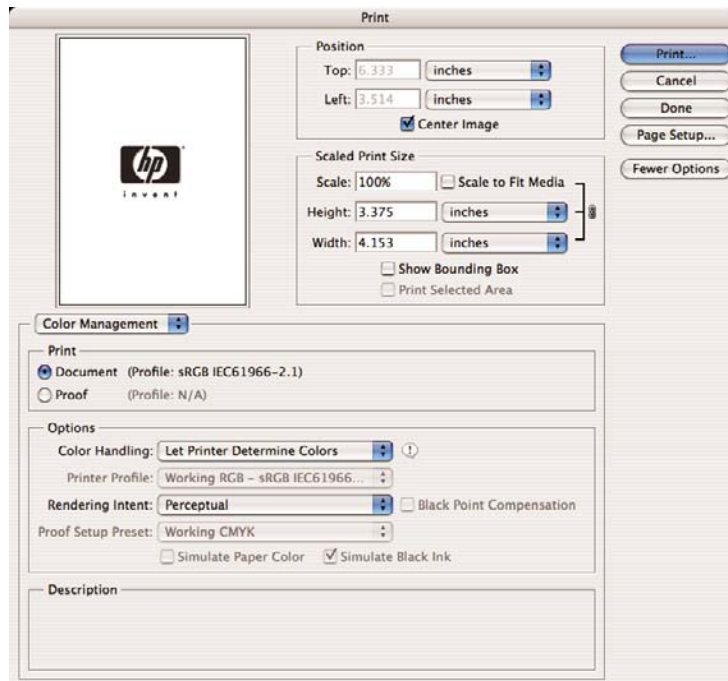 Print
hp
invent
Position
Top: 6.333 inches
Left: 3.514 inches
Center Image
Scaled Print Size
Scale: 100% Scale to Fit Media
Height: 3.375 inches
Width: 4.153 inches
Show Bounding Box
Print Selected Area
Print...
Cancel
Done
Page Setup...
Fewer Options
Color Management
Print
Document (Profile: sRGB IEC61966-2.1)
Proof (Profile: N/A)
Options
Color Handling: Let Printer Determine Colors
Printer Profile: Working RGB - sRGB IEC61966...
Rendering Intent: Perceptual Black Point Compensation
Proof Setup Preset: Working CMYK
Simulate Paper Color Simulate Black Ink
Description